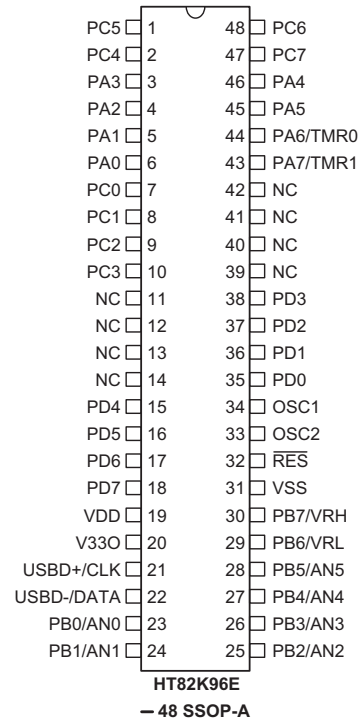 PC5 1 48 PC6
PC4 2 47 PC7
PA3 3 46 PA4
PA2 4 45 PA5
PA1 5 44 PA6/TMR0
PA0 6 43 PA7/TMR1
PC0 7 42 NC
PC1 8 41 NC
PC2 9 40 NC
PC3 10 39 NC
NC 11 38 PD3
NC 12 37 PD2
NC 13 36 PD1
NC 14 35 PD0
PD4 15 34 OSC1
PD5 16 33 OSC2
PD6 17 32 RES
PD7 18 31 VSS
VDD 19 30 PB7/VRH
V33O 20 29 PB6/VRL
USBD+/CLK 21 28 PB5/AN5
USBD-/DATA 22 27 PB4/AN4
PB0/AN0 23 26 PB3/AN3
PB1/AN1 24 25 PB2/AN2
HT82K96E
– 48 SSOP-A